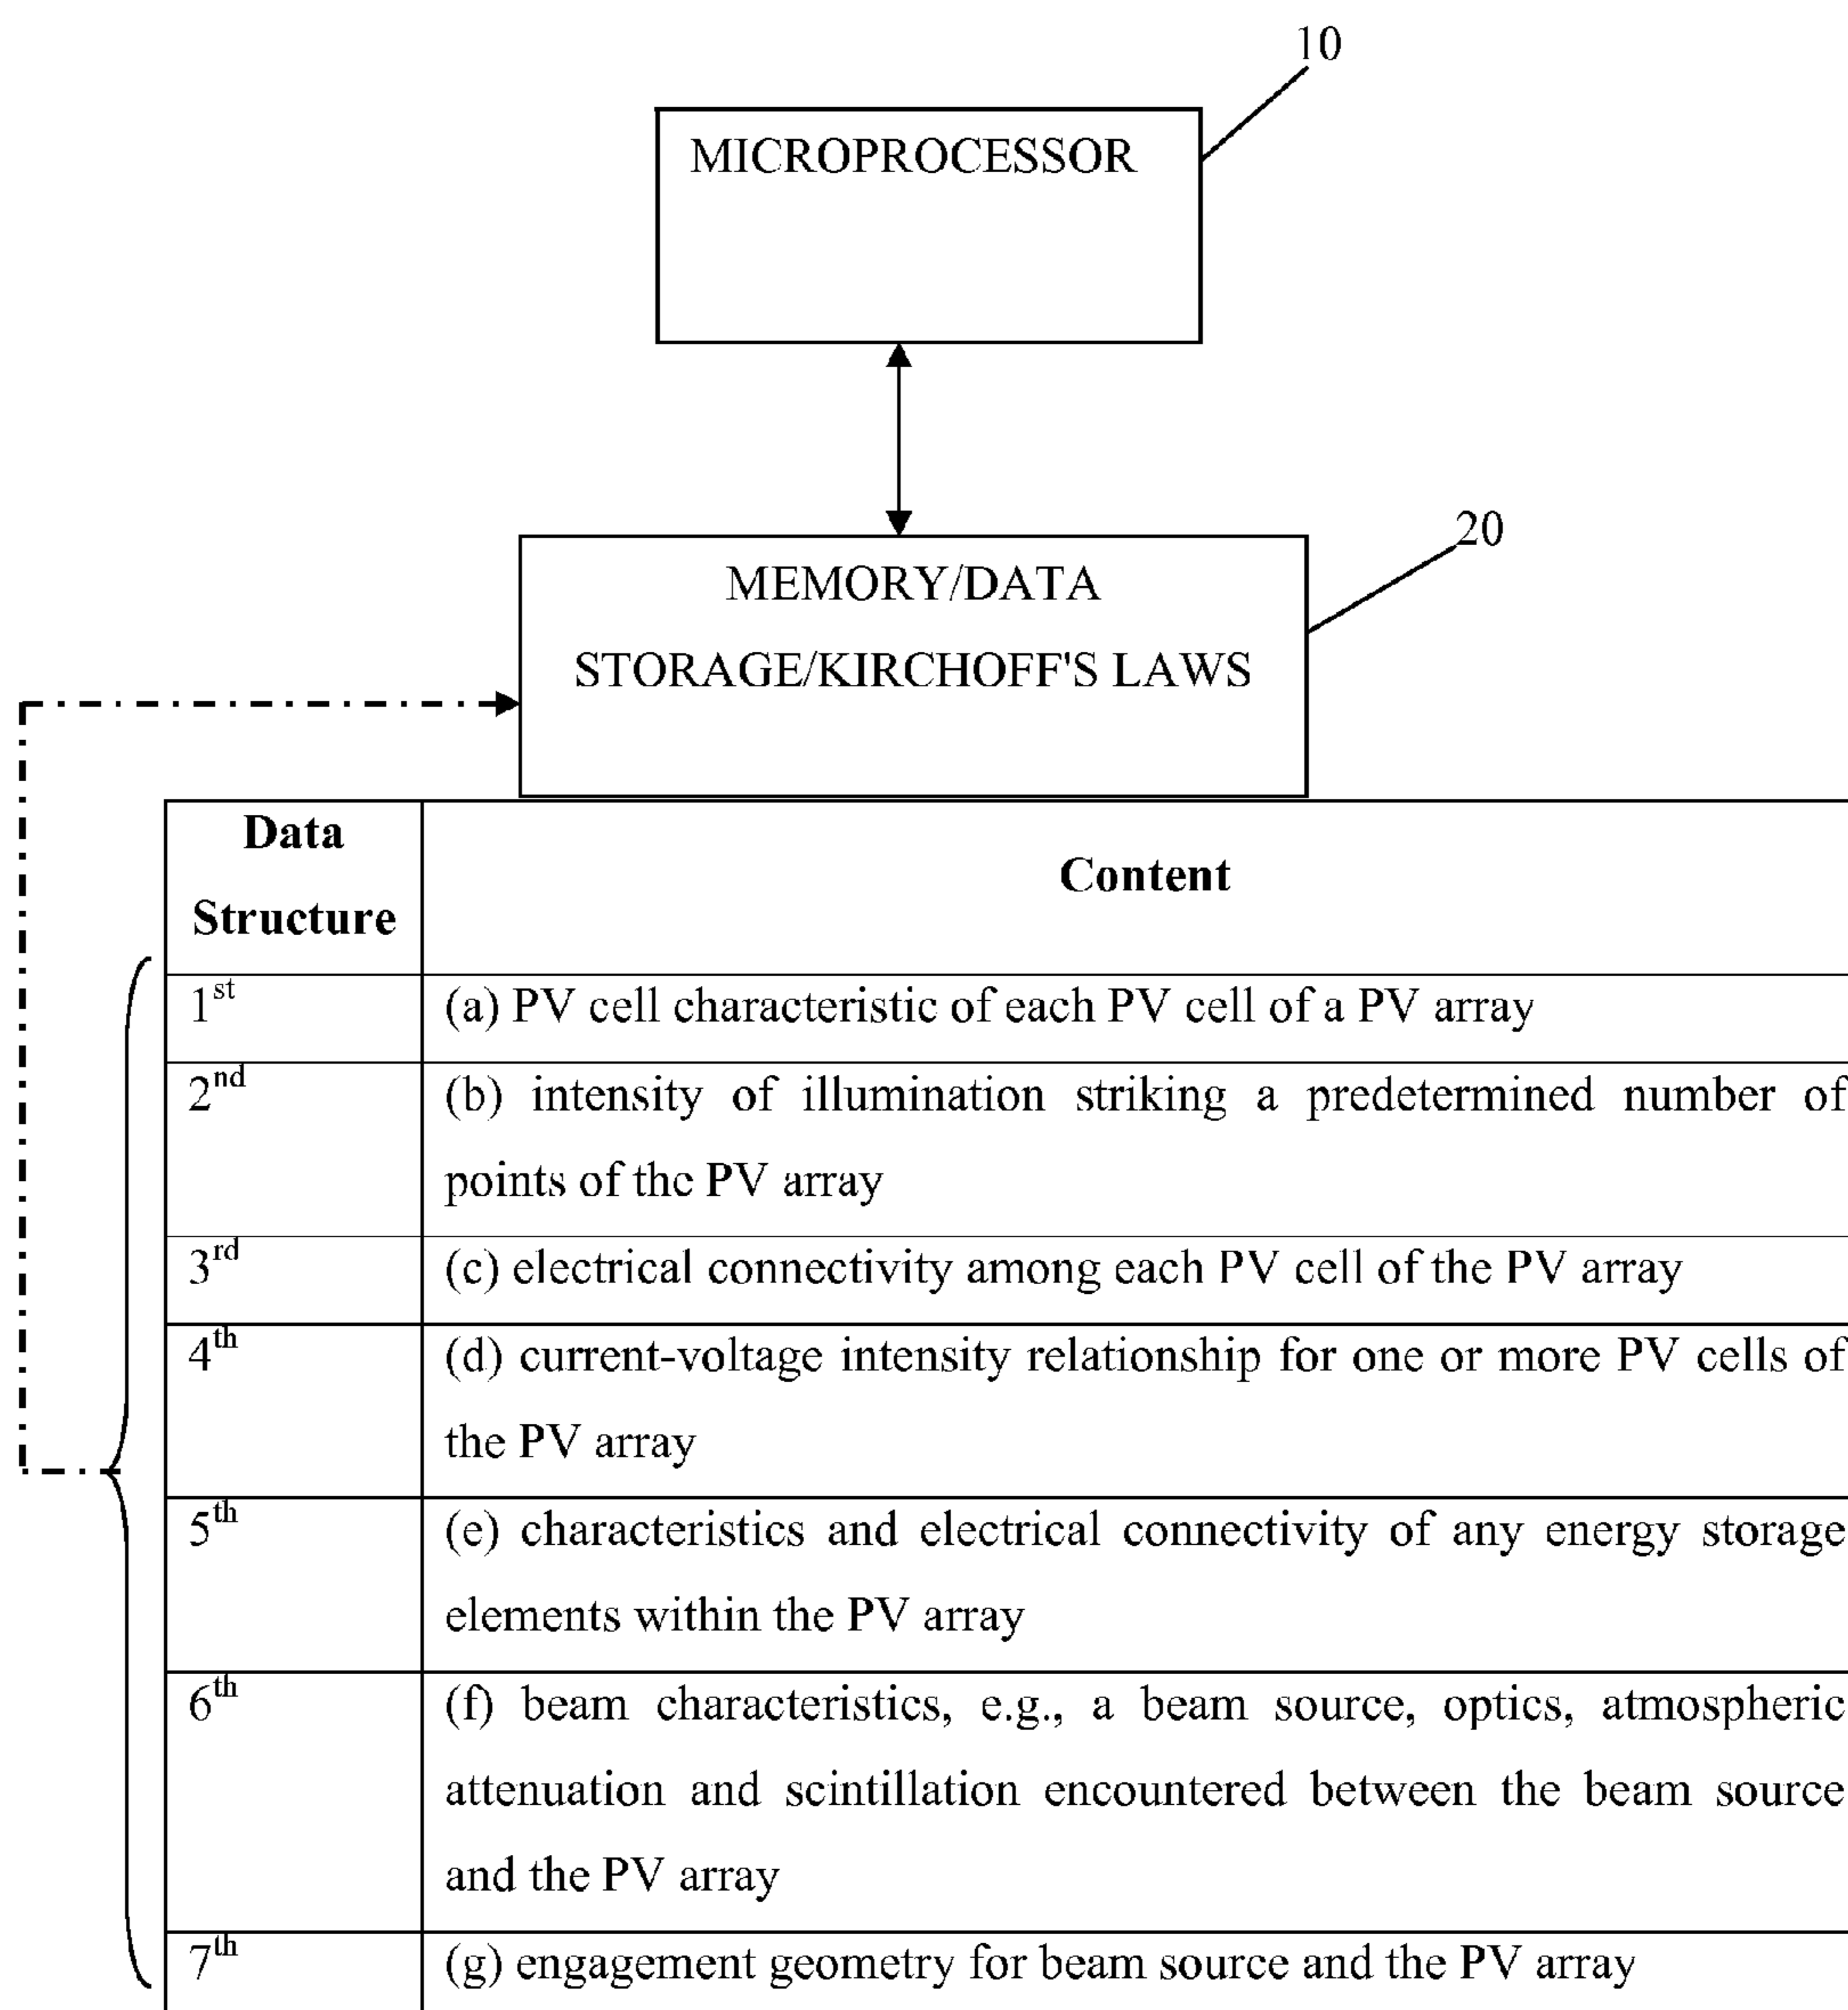 10
MICROPROCESSOR
20
MEMORY/DATA
STORAGE/KIRCHOFF'S LAWS
Data
Structure
Content
1st
(a) PV cell characteristic of each PV cell of a PV array
2nd
(b) intensity of illumination striking a predetermined number of
points of the PV array
3rd
(c) electrical connectivity among each PV cell of the PV array
4th
(d) current-voltage intensity relationship for one or more PV cells of
the PV array
5th
(e) characteristics and electrical connectivity of any energy storage
elements within the PV array
6th
(f) beam characteristics, e.g., a beam source, optics, atmospheric
attenuation and scintillation encountered between the beam source
and the PV array
7th
(g) engagement geometry for beam source and the PV array